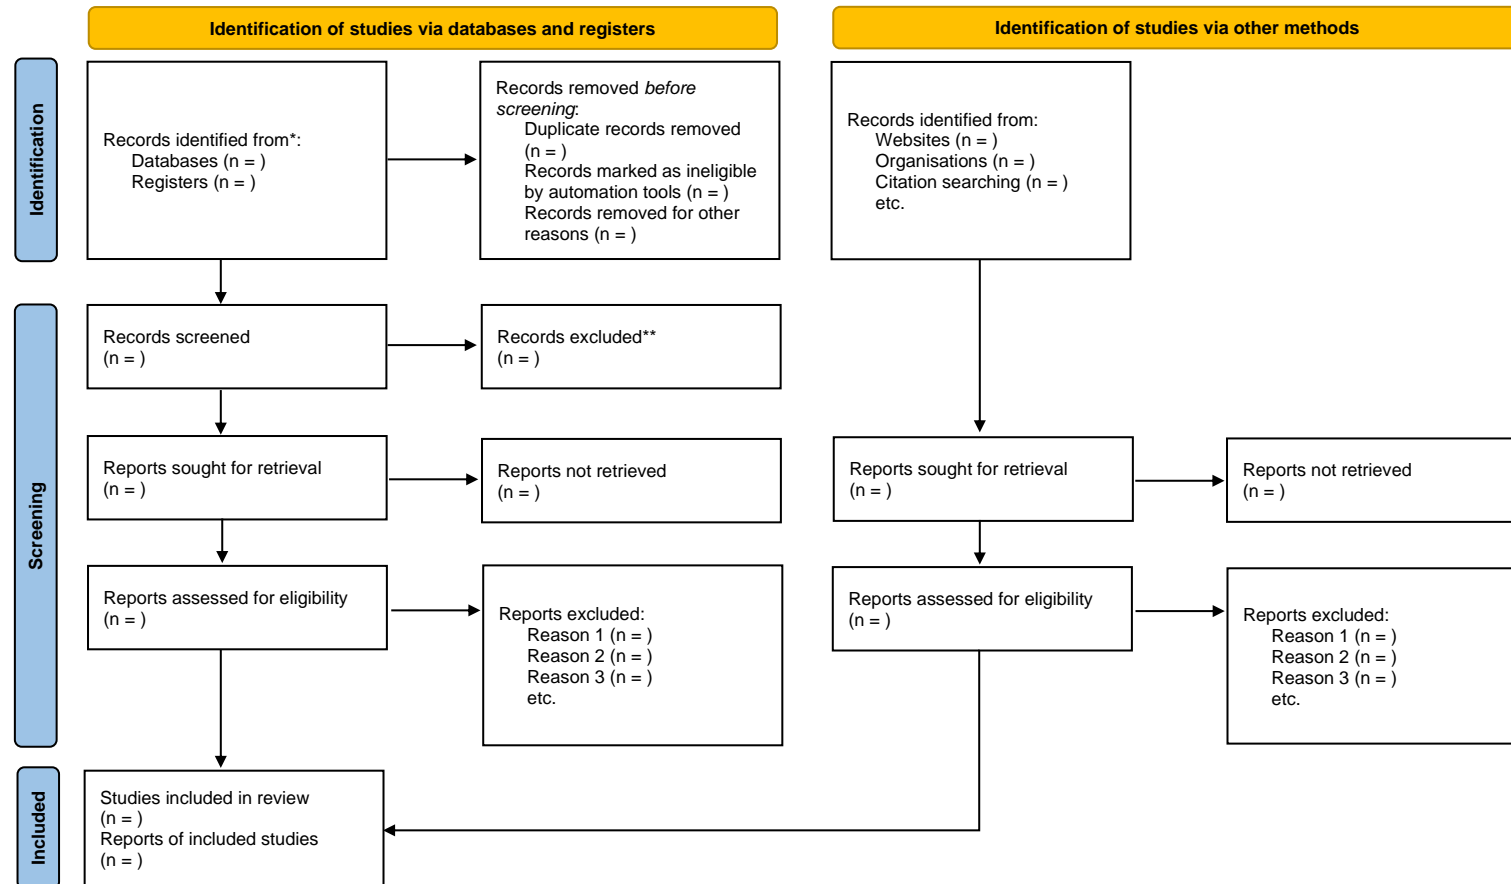 Identification of studies via databases and registers
Identification of studies via other methods
Identification
Records identified from*:
Databases (n = )
Registers (n = )
Records removed before
screening:
Duplicate records removed
(n = )
Records marked as ineligible
by automation tools (n = )
Records removed for other
reasons (n = )
Records identified from:
Websites (n = )
Organisations (n = )
Citation searching (n = )
etc.
Screening
Records screened
(n = )
Records excluded**
(n = )
Reports sought for retrieval
(n = )
Reports not retrieved
(n = )
Reports sought for retrieval
(n = )
Reports not retrieved
(n = )
Reports assessed for eligibility
(n = )
Reports excluded:
Reason 1 (n = )
Reason 2 (n = )
Reason 3 (n = )
etc.
Reports assessed for eligibility
(n = )
Reports excluded:
Reason 1 (n = )
Reason 2 (n = )
Reason 3 (n = )
etc.
Included
Studies included in review
(n = )
Reports of included studies
(n = )